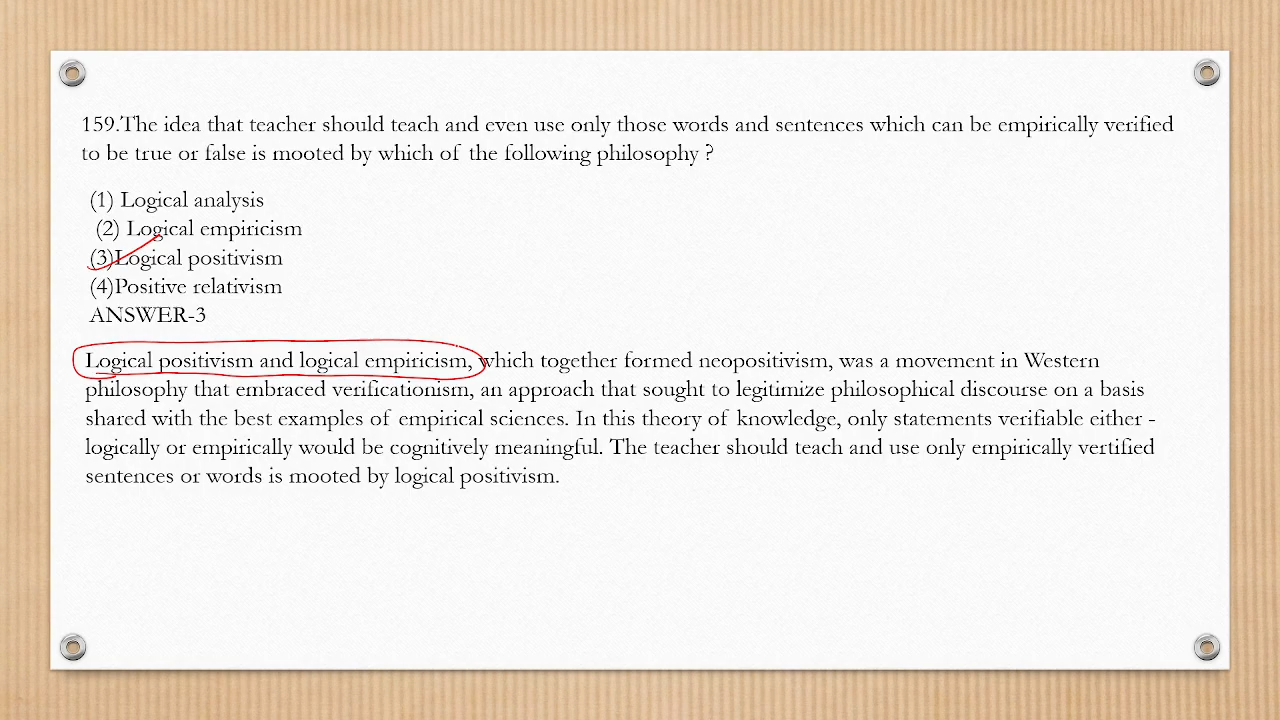 159.The idea that teacher should teach and even use only those words and sentences which can be empirically verified
to be true or false is mooted by which of the following philosophy ?
(1) Logical analysis
(2) Logical empiricism
(3)Logical positivism
(4)Positive relativism
ANSWER-3
Logical positivism and logical empiricism, which together formed neopositivism, was a movement in Western
philosophy that embraced verificationism, an approach that sought to legitimize philosophical discourse on a basis
shared with the best examples of empirical sciences. In this theory of knowledge, only statements verifiable either -
logically or empirically would be cognitively meaningful. The teacher should teach and use only empirically vertified
sentences or words is mooted by logical positivism.